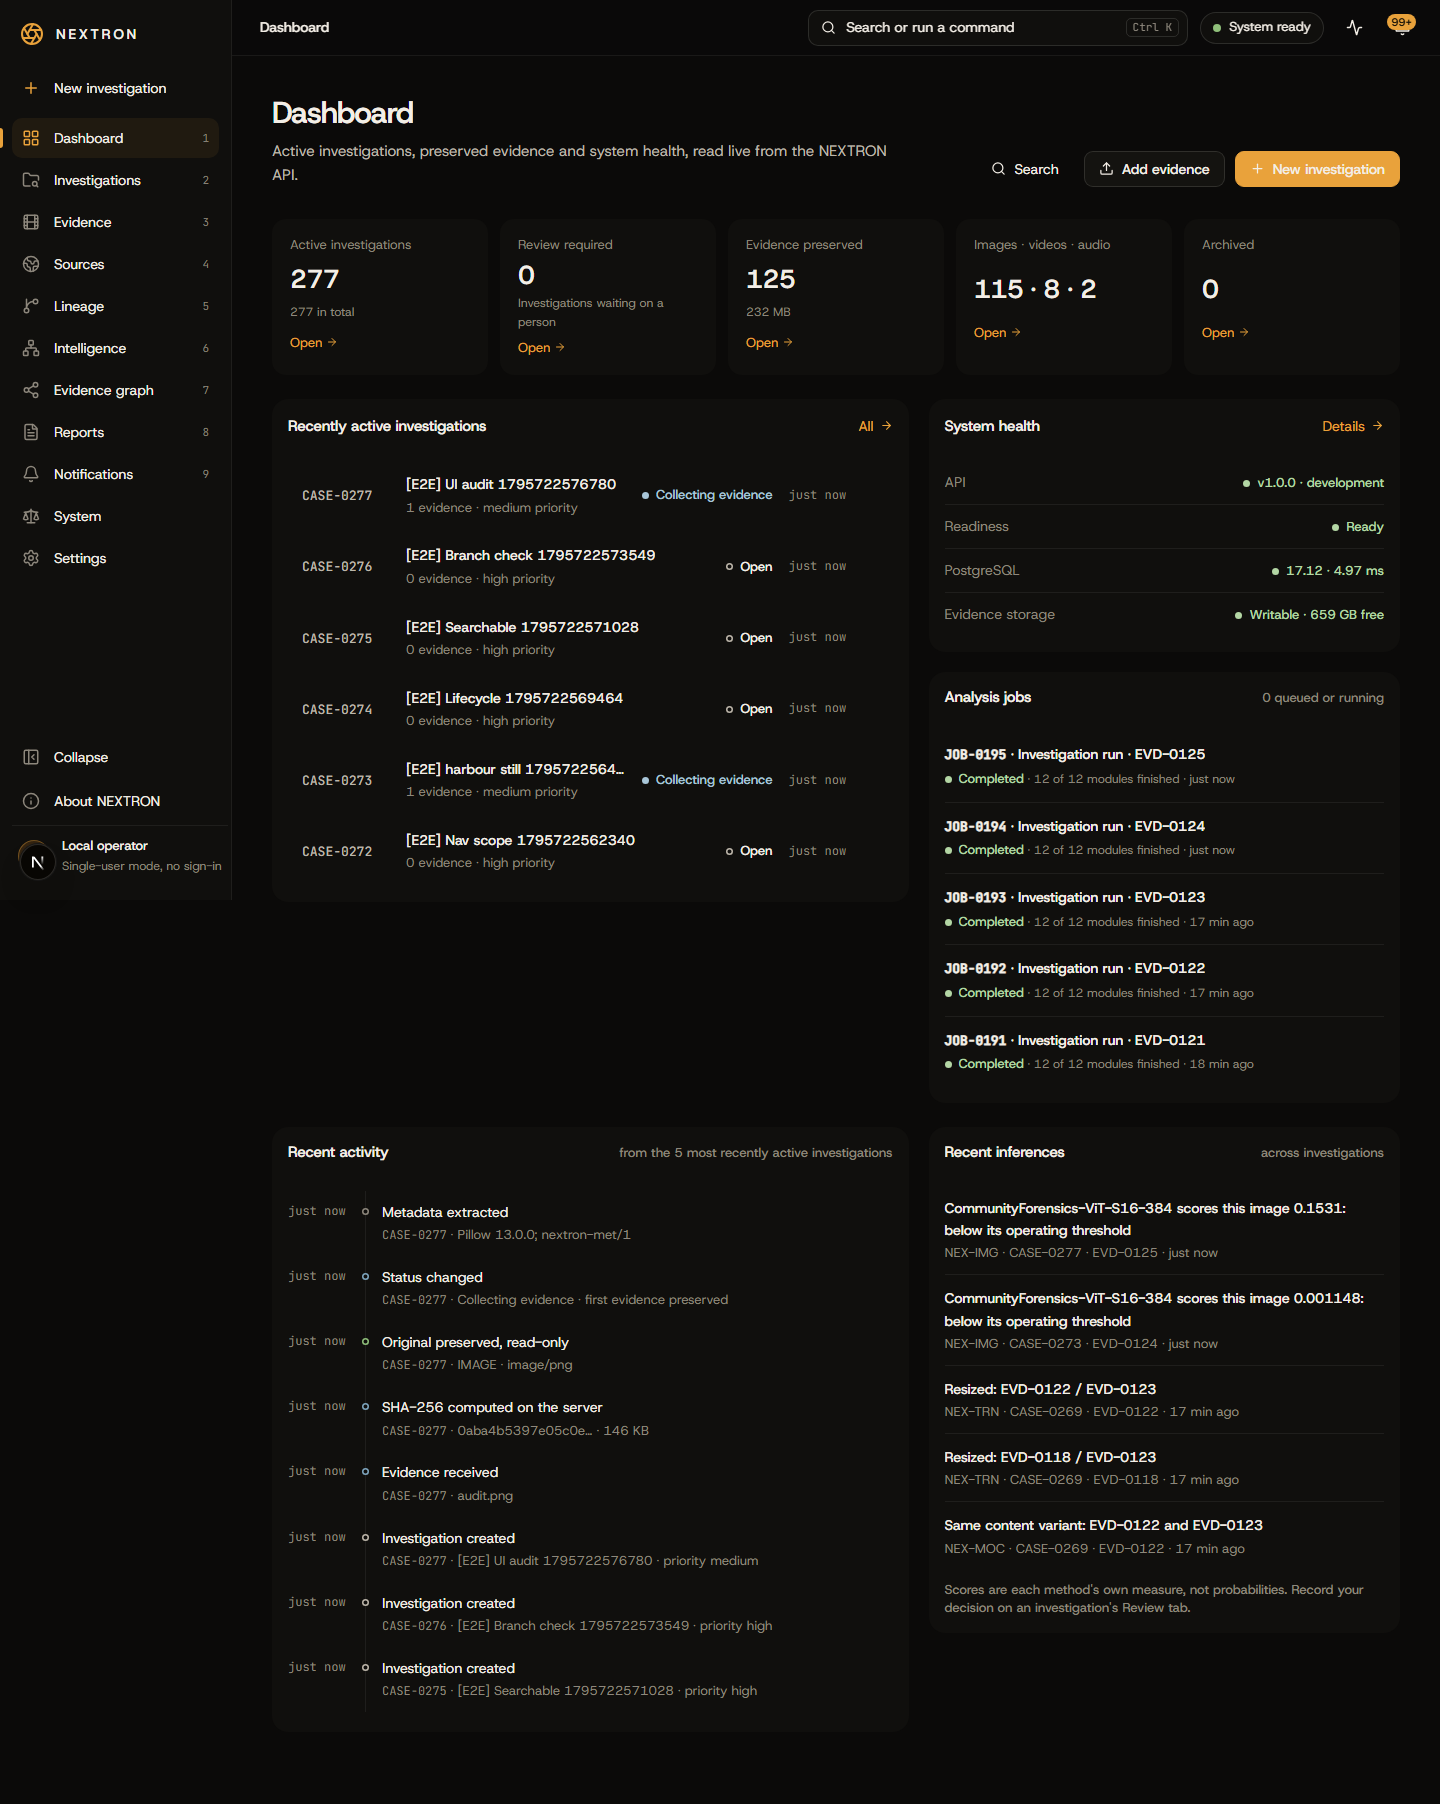 NEXTRON
New investigation
Dashboard 1
Investigations 2
Evidence 3
Sources 4
Lineage 5
Intelligence 6
Evidence graph 7
Reports 8
Notifications 9
System
Settings
Collapse
About NEXTRON
N
Local operator
Single-user mode, no sign-in
Dashboard
Search or run a command Ctrl K
System ready
99+
Dashboard
Active investigations, preserved evidence and system health, read live from the NEXTRON
API.
Search
Add evidence
New investigation
Active investigations
277
277 in total
Open →
Review required
0
Investigations waiting on a
person
Open →
Evidence preserved
125
232 MB
Open →
Images · videos · audio
115 · 8 · 2
Open →
Archived
0
Open →
Recently active investigations All →
CASE-0277 [E2E] UI audit 1795722576780 Collecting evidence just now
1 evidence · medium priority
CASE-0276 [E2E] Branch check 1795722573549 Open just now
0 evidence · high priority
CASE-0275 [E2E] Searchable 1795722571028 Open just now
0 evidence · high priority
CASE-0274 [E2E] Lifecycle 1795722569464 Open just now
0 evidence · high priority
CASE-0273 [E2E] harbour still 1795722564… Collecting evidence just now
1 evidence · medium priority
CASE-0272 [E2E] Nav scope 1795722562340 Open just now
0 evidence · high priority
System health Details →
API v1.0.0 · development
Readiness Ready
PostgreSQL 17.12 · 4.97 ms
Evidence storage Writable · 659 GB free
Analysis jobs 0 queued or running
JOB-0195 · Investigation run · EVD-0125
Completed · 12 of 12 modules finished · just now
JOB-0194 · Investigation run · EVD-0124
Completed · 12 of 12 modules finished · just now
JOB-0193 · Investigation run · EVD-0123
Completed · 12 of 12 modules finished · 17 min ago
JOB-0192 · Investigation run · EVD-0122
Completed · 12 of 12 modules finished · 17 min ago
JOB-0191 · Investigation run · EVD-0121
Completed · 12 of 12 modules finished · 18 min ago
Recent activity from the 5 most recently active investigations
just now Metadata extracted
CASE-0277 · Pillow 13.0.0; nextron-met/1
just now Status changed
CASE-0277 · Collecting evidence · first evidence preserved
just now Original preserved, read-only
CASE-0277 · IMAGE · image/png
just now SHA-256 computed on the server
CASE-0277 · 0aba4b5397e05c0e… · 146 KB
just now Evidence received
CASE-0277 · audit.png
just now Investigation created
CASE-0277 · [E2E] UI audit 1795722576780 · priority medium
just now Investigation created
CASE-0276 · [E2E] Branch check 1795722573549 · priority high
just now Investigation created
CASE-0275 · [E2E] Searchable 1795722571028 · priority high
Recent inferences across investigations
CommunityForensics-ViT-S16-384 scores this image 0.1531:
below its operating threshold
NEX-IMG · CASE-0277 · EVD-0125 · just now
CommunityForensics-ViT-S16-384 scores this image 0.001148:
below its operating threshold
NEX-IMG · CASE-0273 · EVD-0124 · just now
Resized: EVD-0122 / EVD-0123
NEX-TRN · CASE-0269 · EVD-0122 · 17 min ago
Resized: EVD-0118 / EVD-0123
NEX-TRN · CASE-0269 · EVD-0118 · 17 min ago
Same content variant: EVD-0122 and EVD-0123
NEX-MOC · CASE-0269 · EVD-0122 · 17 min ago
Scores are each method's own measure, not probabilities. Record your
decision on an investigation's Review tab.